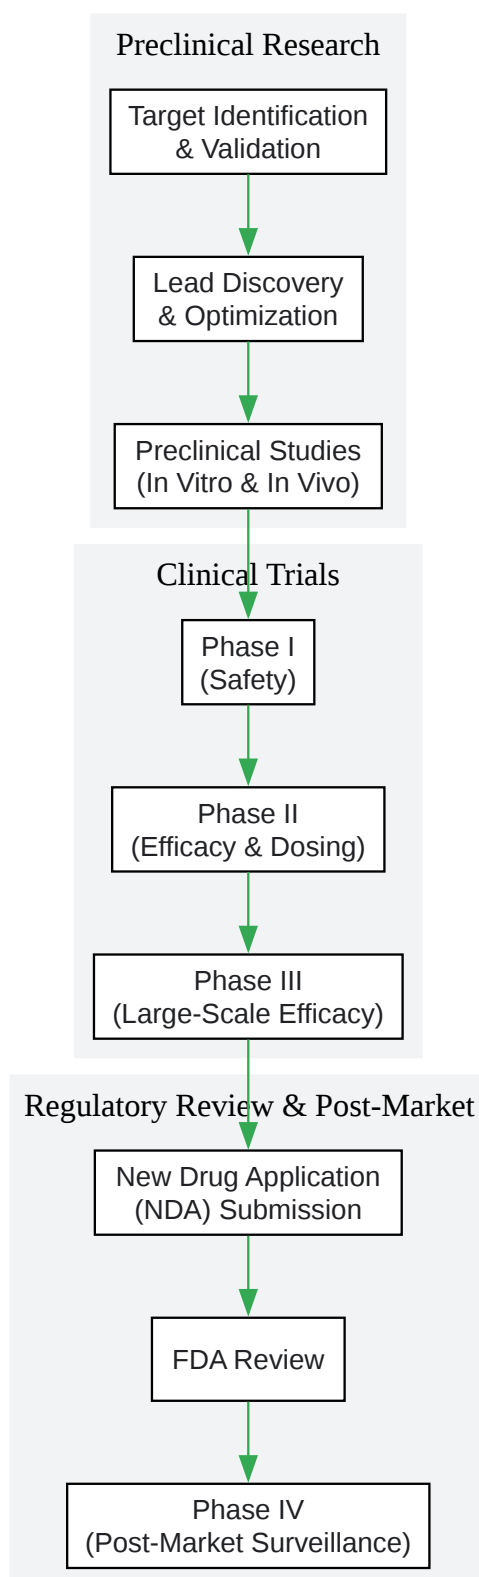 Preclinical Research
Target Identification
& Validation
Lead Discovery
& Optimization
Preclinical Studies
(In Vitro & In Vivo)
Clinical Trials
Phase I
(Safety)
Phase II
(Efficacy & Dosing)
Phase III
(Large-Scale Efficacy)
Regulatory Review & Post-Market
New Drug Application
(NDA) Submission
FDA Review
Phase IV
(Post-Market Surveillance)